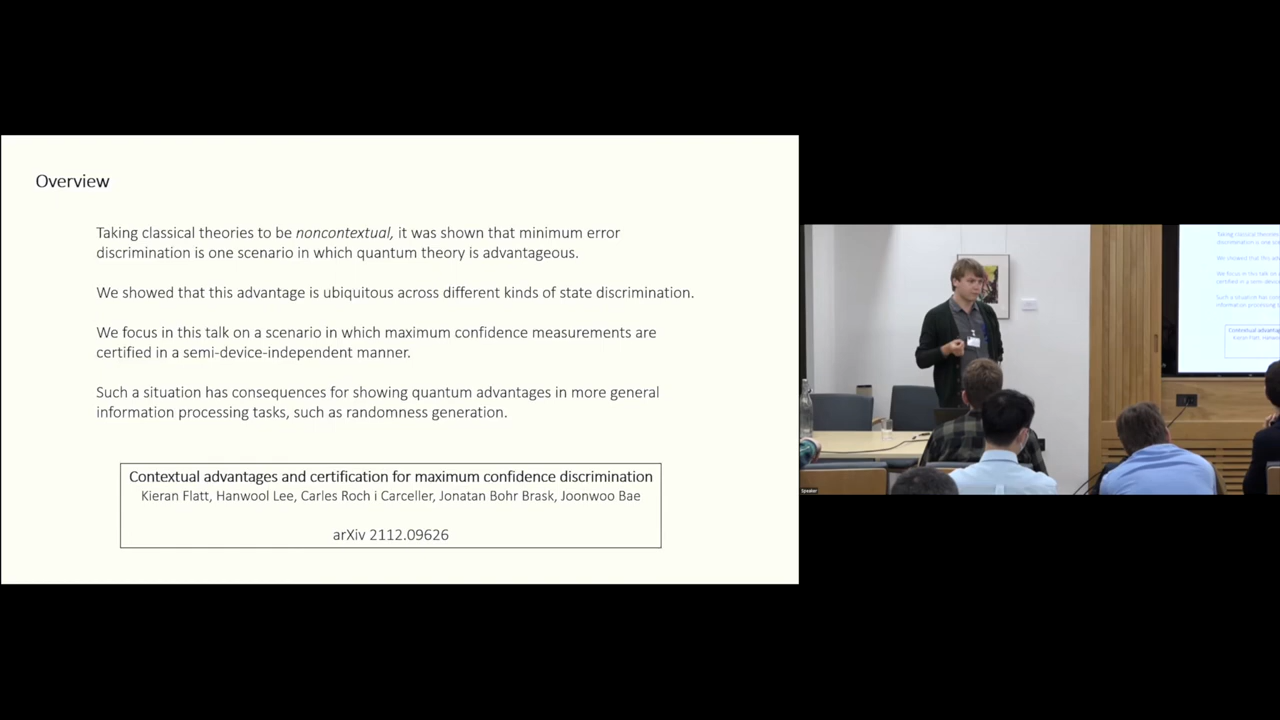 Overview
Taking classical theories to be noncontextual, it was shown that minimum error
discrimination is one scenario in which quantum theory is advantageous.
We showed that this advantage is ubiquitous across different kinds of state discrimination.
We focus in this talk on a scenario in which maximum confidence measurements are
certified in a semi-device-independent manner.
Such a situation has consequences for showing quantum advantages in more general
information processing tasks, such as randomness generation.
Contextual advantages and certification for maximum confidence discrimination
Kieran Flatt, Hanwool Lee, Carles Roch i Carceller, Jonatan Bohr Brask, Joonwoo Bae
arXiv 2112.09626
Speaker